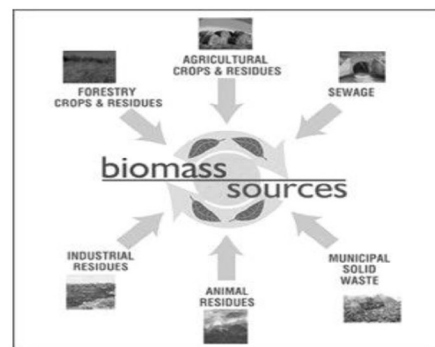 AGRICULTURAL
CROPS & RESIDUES
FORESTRY
CROPS & RESIDUES
SEWAGE
biomass
sources
INDUSTRIAL
RESIDUES
ANIMAL
RESIDUES
MUNICIPAL
SOLID
WASTE